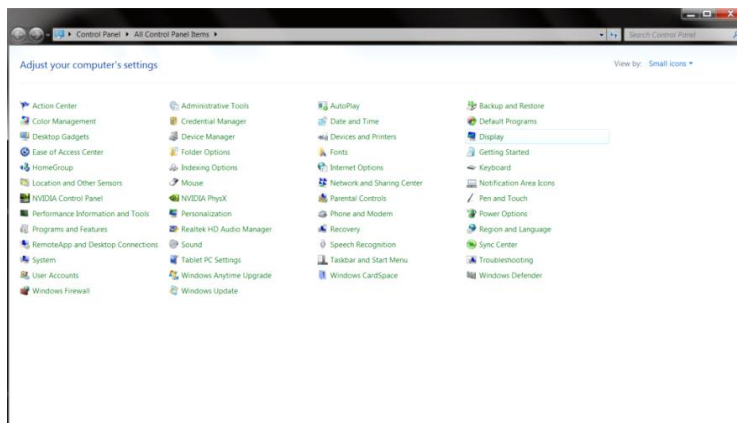 Control Panel ▸ All Control Panel Items ▸ Search Control Panel
Adjust your computer's settings View by: Small icons
Action Center Administrative Tools AutoPlay Backup and Restore
Color Management Credential Manager Date and Time Default Programs
Desktop Gadgets Device Manager Devices and Printers Display
Ease of Access Center Folder Options Fonts Getting Started
HomeGroup Indexing Options Internet Options Keyboard
Location and Other Sensors Mouse Network and Sharing Center Notification Area Icons
NVIDIA Control Panel NVIDIA PhysX Parental Controls Pen and Touch
Performance Information and Tools Personalization Phone and Modem Power Options
Programs and Features Realtek HD Audio Manager Recovery Region and Language
RemoteApp and Desktop Connections Sound Speech Recognition Sync Center
System Tablet PC Settings Taskbar and Start Menu Troubleshooting
User Accounts Windows Anytime Upgrade Windows CardSpace Windows Defender
Windows Firewall Windows Update